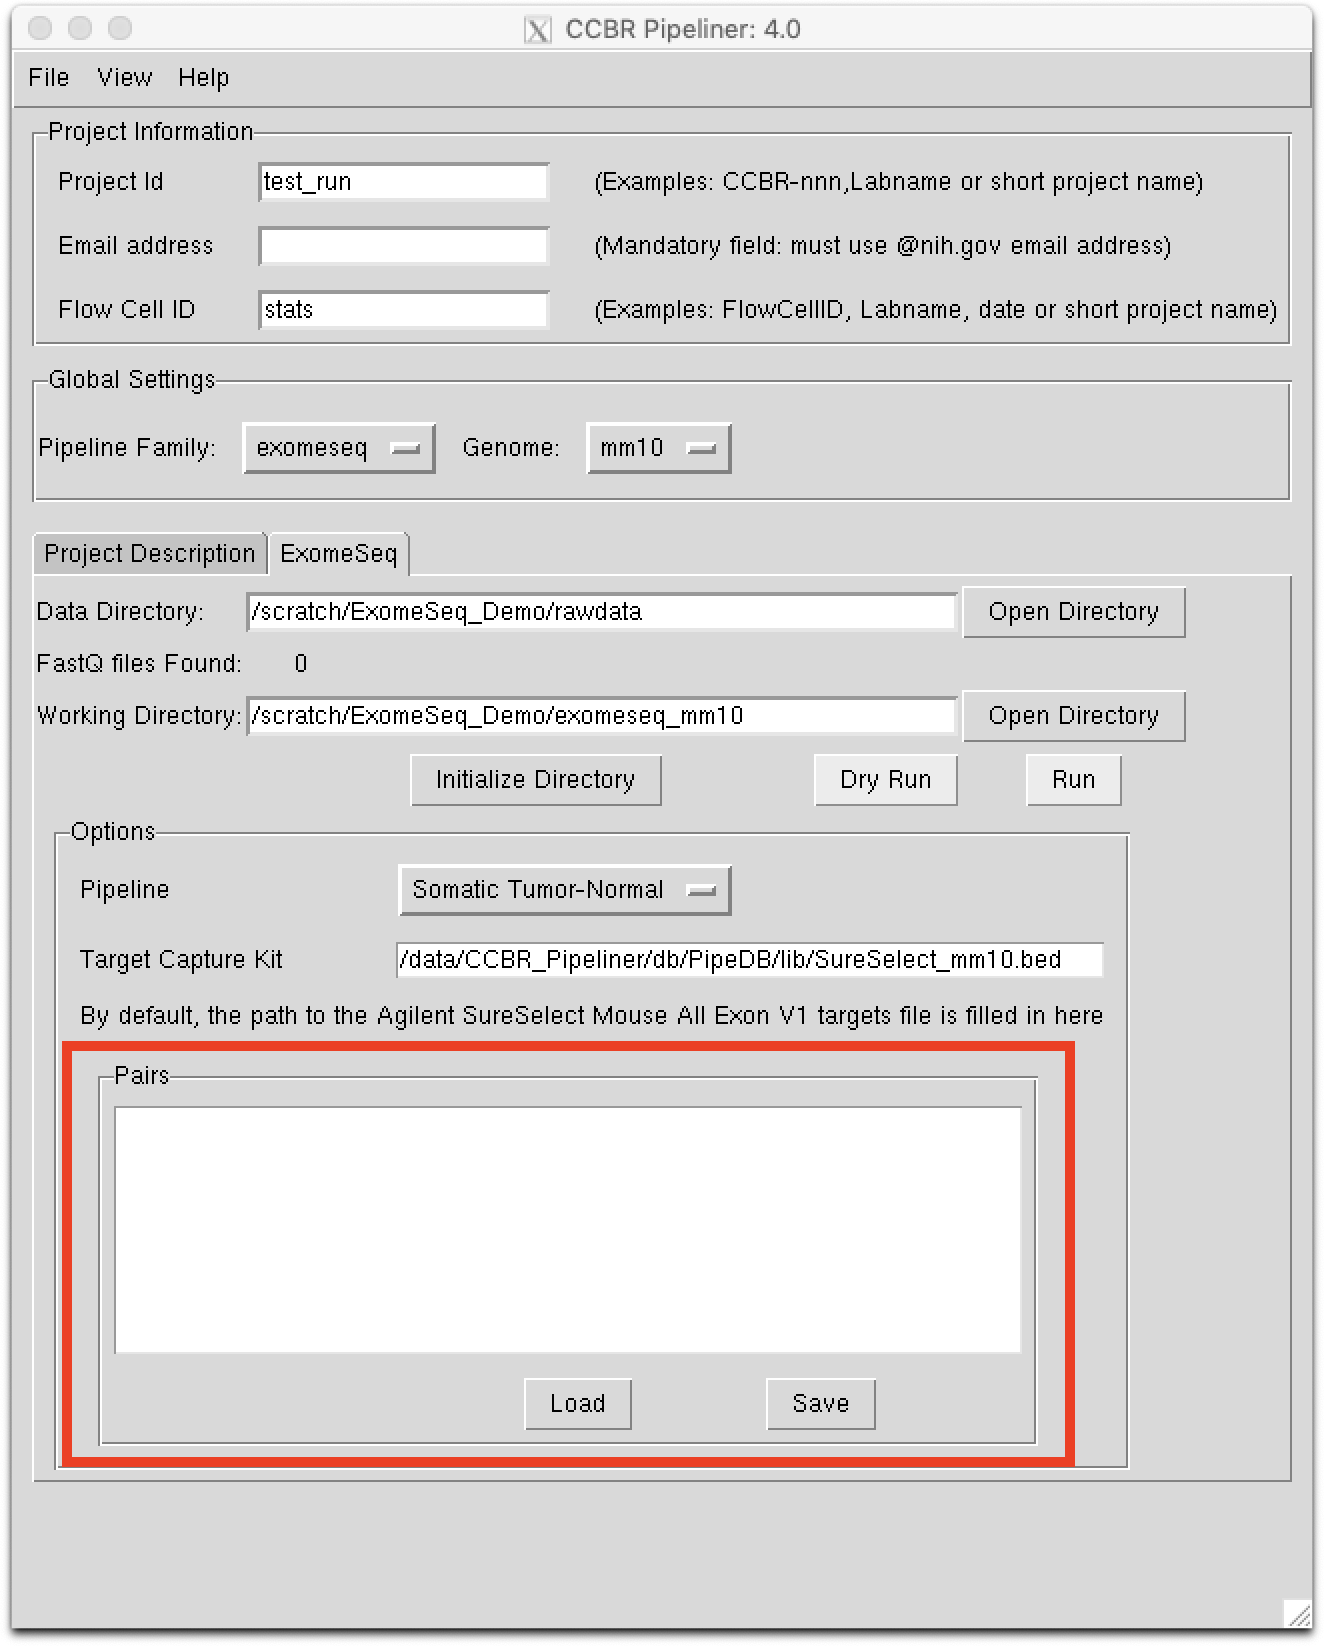 CCBR Pipeliner: 4.0
File View Help
Project Information
Project Id test_run (Examples: CCBR-nnn,Labname or short project name)
Email address (Mandatory field: must use @nih.gov email address)
Flow Cell ID stats (Examples: FlowCellID, Labname, date or short project name)
Global Settings
Pipeline Family: exomeseq Genome: mm10
Project Description ExomeSeq
Data Directory: /scratch/ExomeSeq_Demo/rawdata Open Directory
FastQ files Found: 0
Working Directory: /scratch/ExomeSeq_Demo/exomeseq_mm10 Open Directory
Initialize Directory Dry Run Run
Options
Pipeline Somatic Tumor-Normal
Target Capture Kit /data/CCBR_Pipeliner/db/PipeDB/lib/SureSelect_mm10.bed
By default, the path to the Agilent SureSelect Mouse All Exon V1 targets file is filled in here
Pairs
Load Save